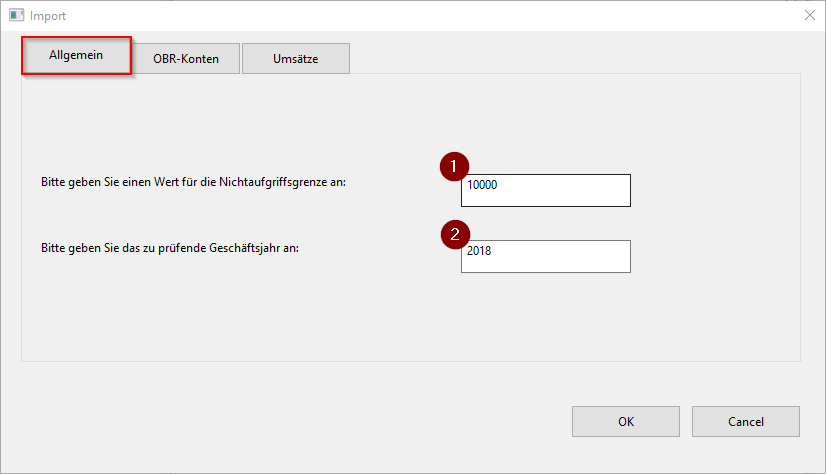 Import
Allgemein
OBR-Konten
Umsätze
1
Bitte geben Sie einen Wert für die Nichtaufgriffsgrenze an:
10000
2
Bitte geben Sie das zu prüfende Geschäftsjahr an:
2018
OK
Cancel